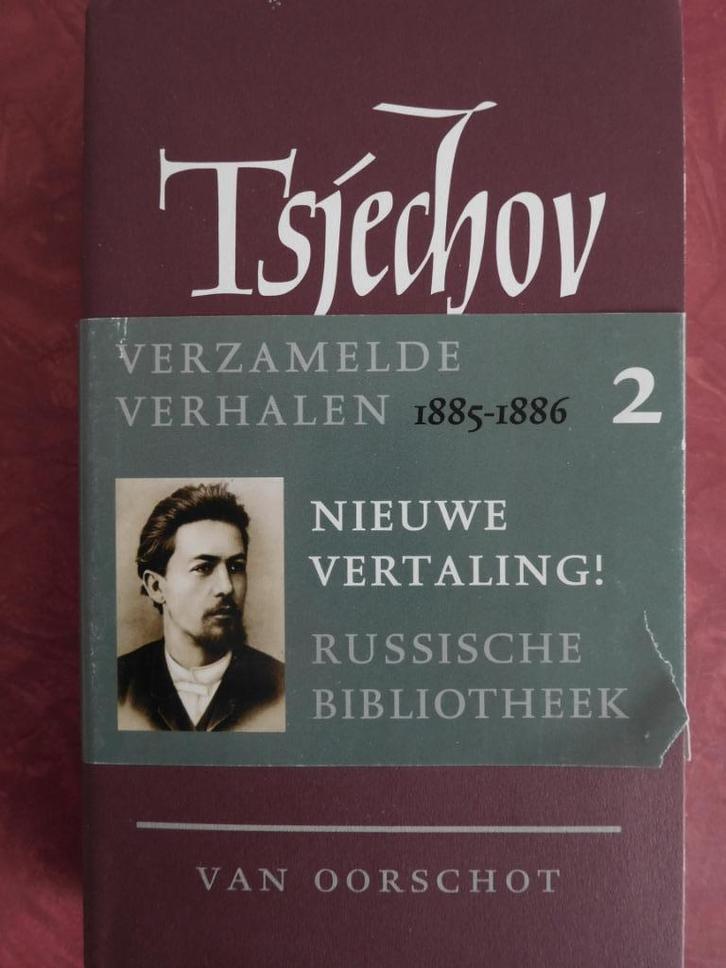 Tsjechov
VERZAMELDE
VERHALEN 1885-1886 2
NIEUWE
VERTALING!
RUSSISCHE
BIBLIOTHEEK
VAN OORSCHOT